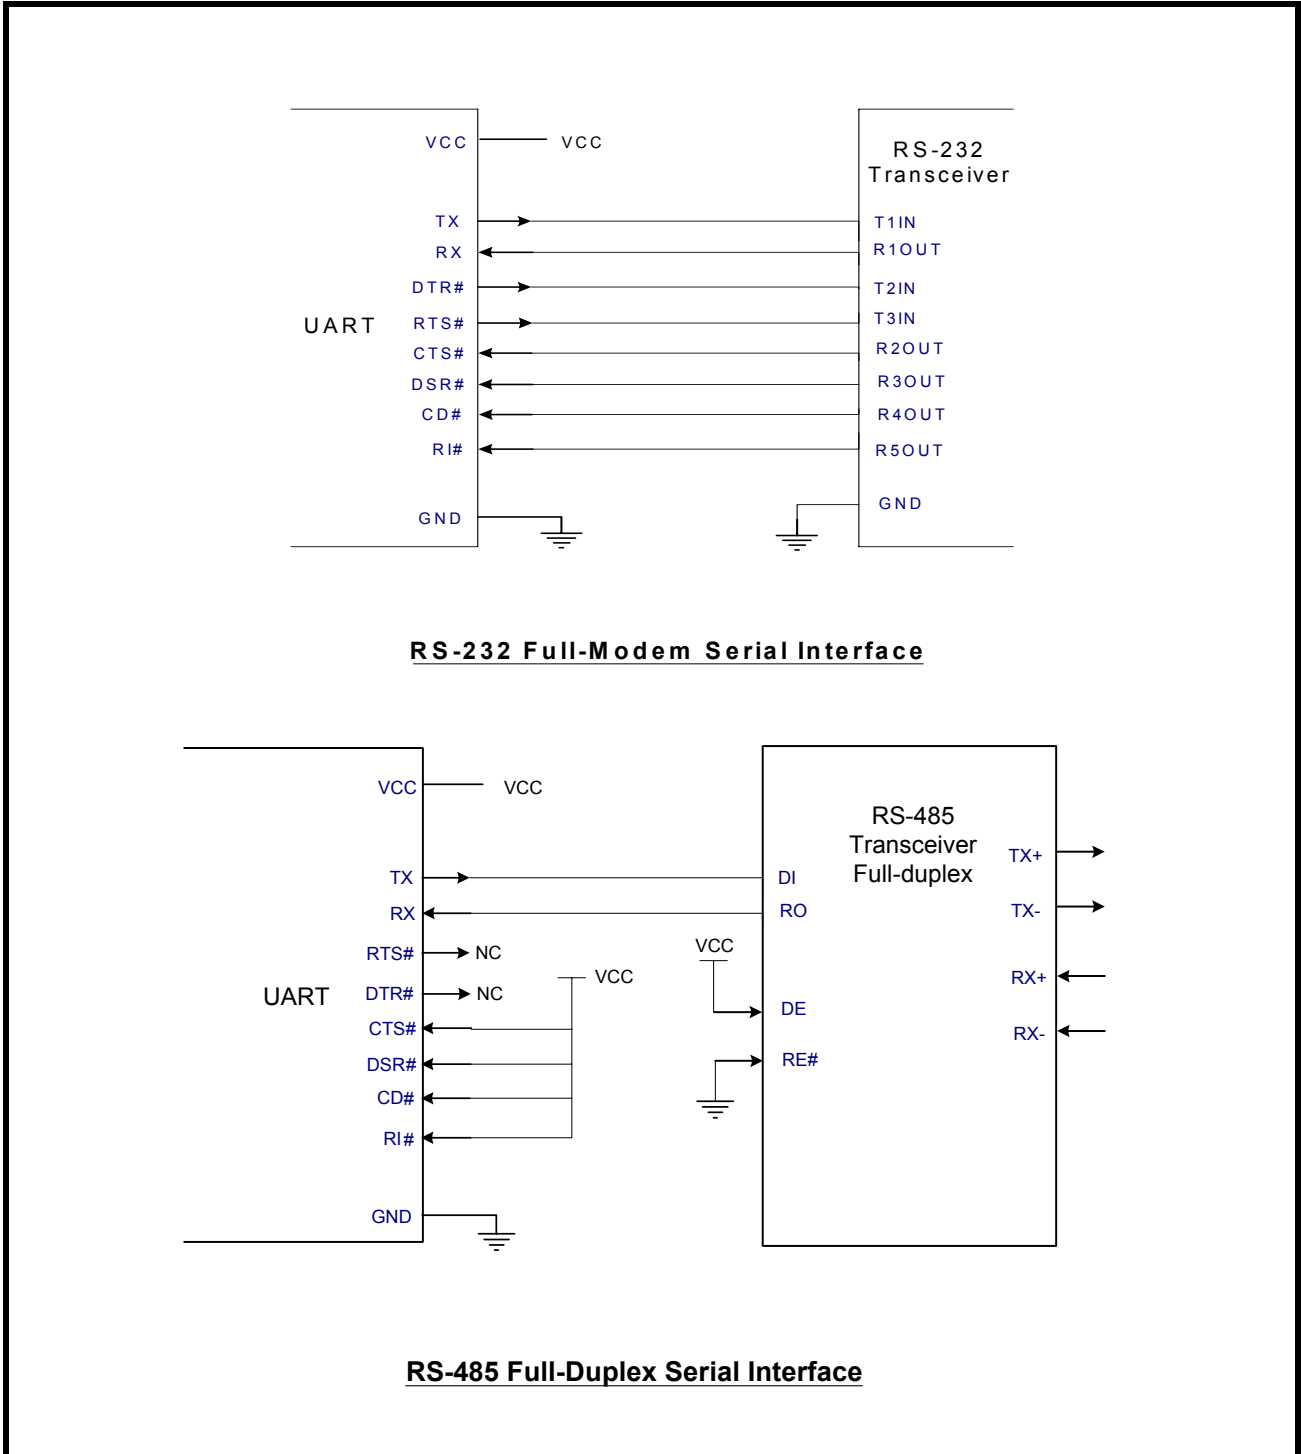 VCC
VCC
RS-232
Transceiver
TX
T1IN
RX
R1OUT
DTR#
T2IN
UART
RTS#
T3IN
CTS#
R2OUT
DSR#
R3OUT
CD#
R4OUT
RI#
R5OUT
GND
GND
RS-232 Full-Modem Serial Interface
VCC
VCC
RS-485
Transceiver
Full-duplex
TX+
TX
DI
RX
RO
TX-
RTS#
NC
VCC
VCC
RX+
UART
DTR#
NC
DE
CTS#
RX-
DSR#
RE#
CD#
RI#
GND
RS-485 Full-Duplex Serial Interface